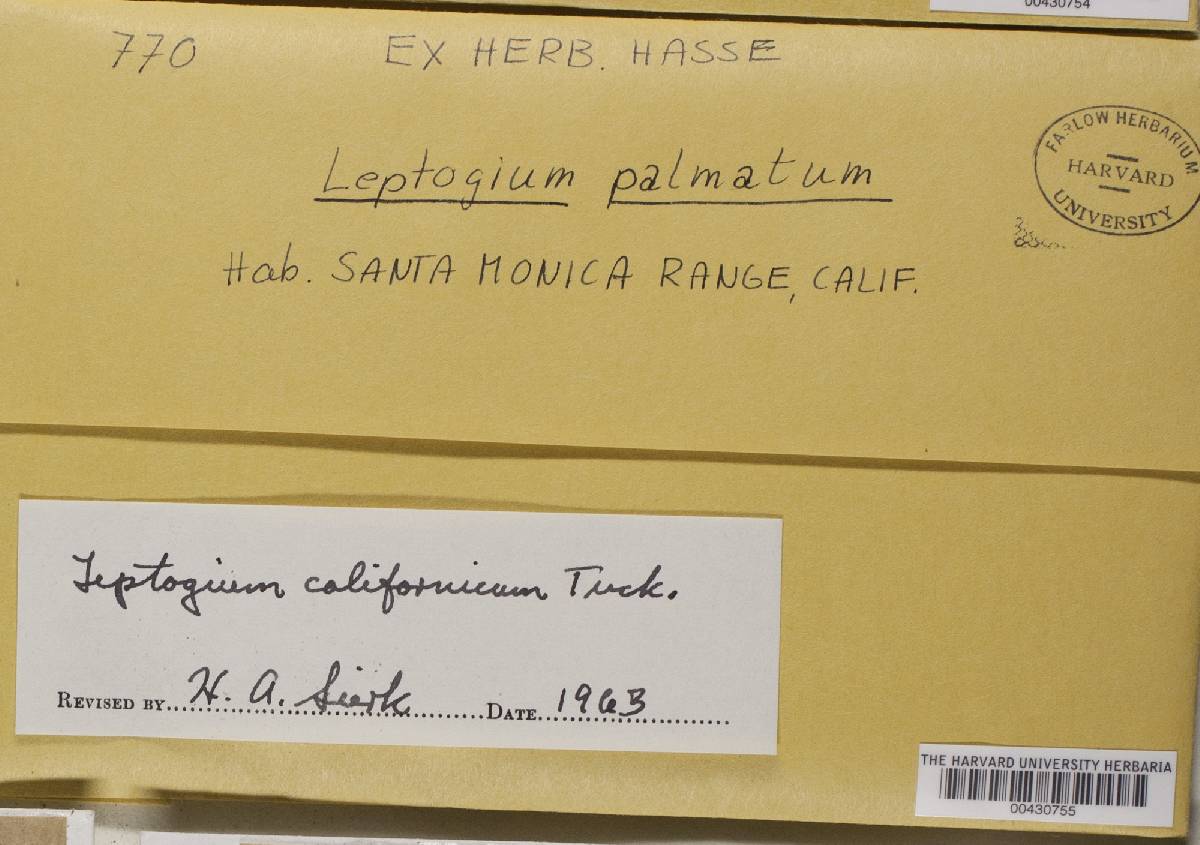 00430754
770 EX HERB. HASSE
FARLOW HERBARIUM
HARVARD
UNIVERSITY
Leptogium palmatum
Hab. SANTA MONICA RANGE, CALIF.
Leptogium californicum Tuck.
REVISED BY H. A. Sierk DATE 1963
THE HARVARD UNIVERSITY HERBARIA
00430755